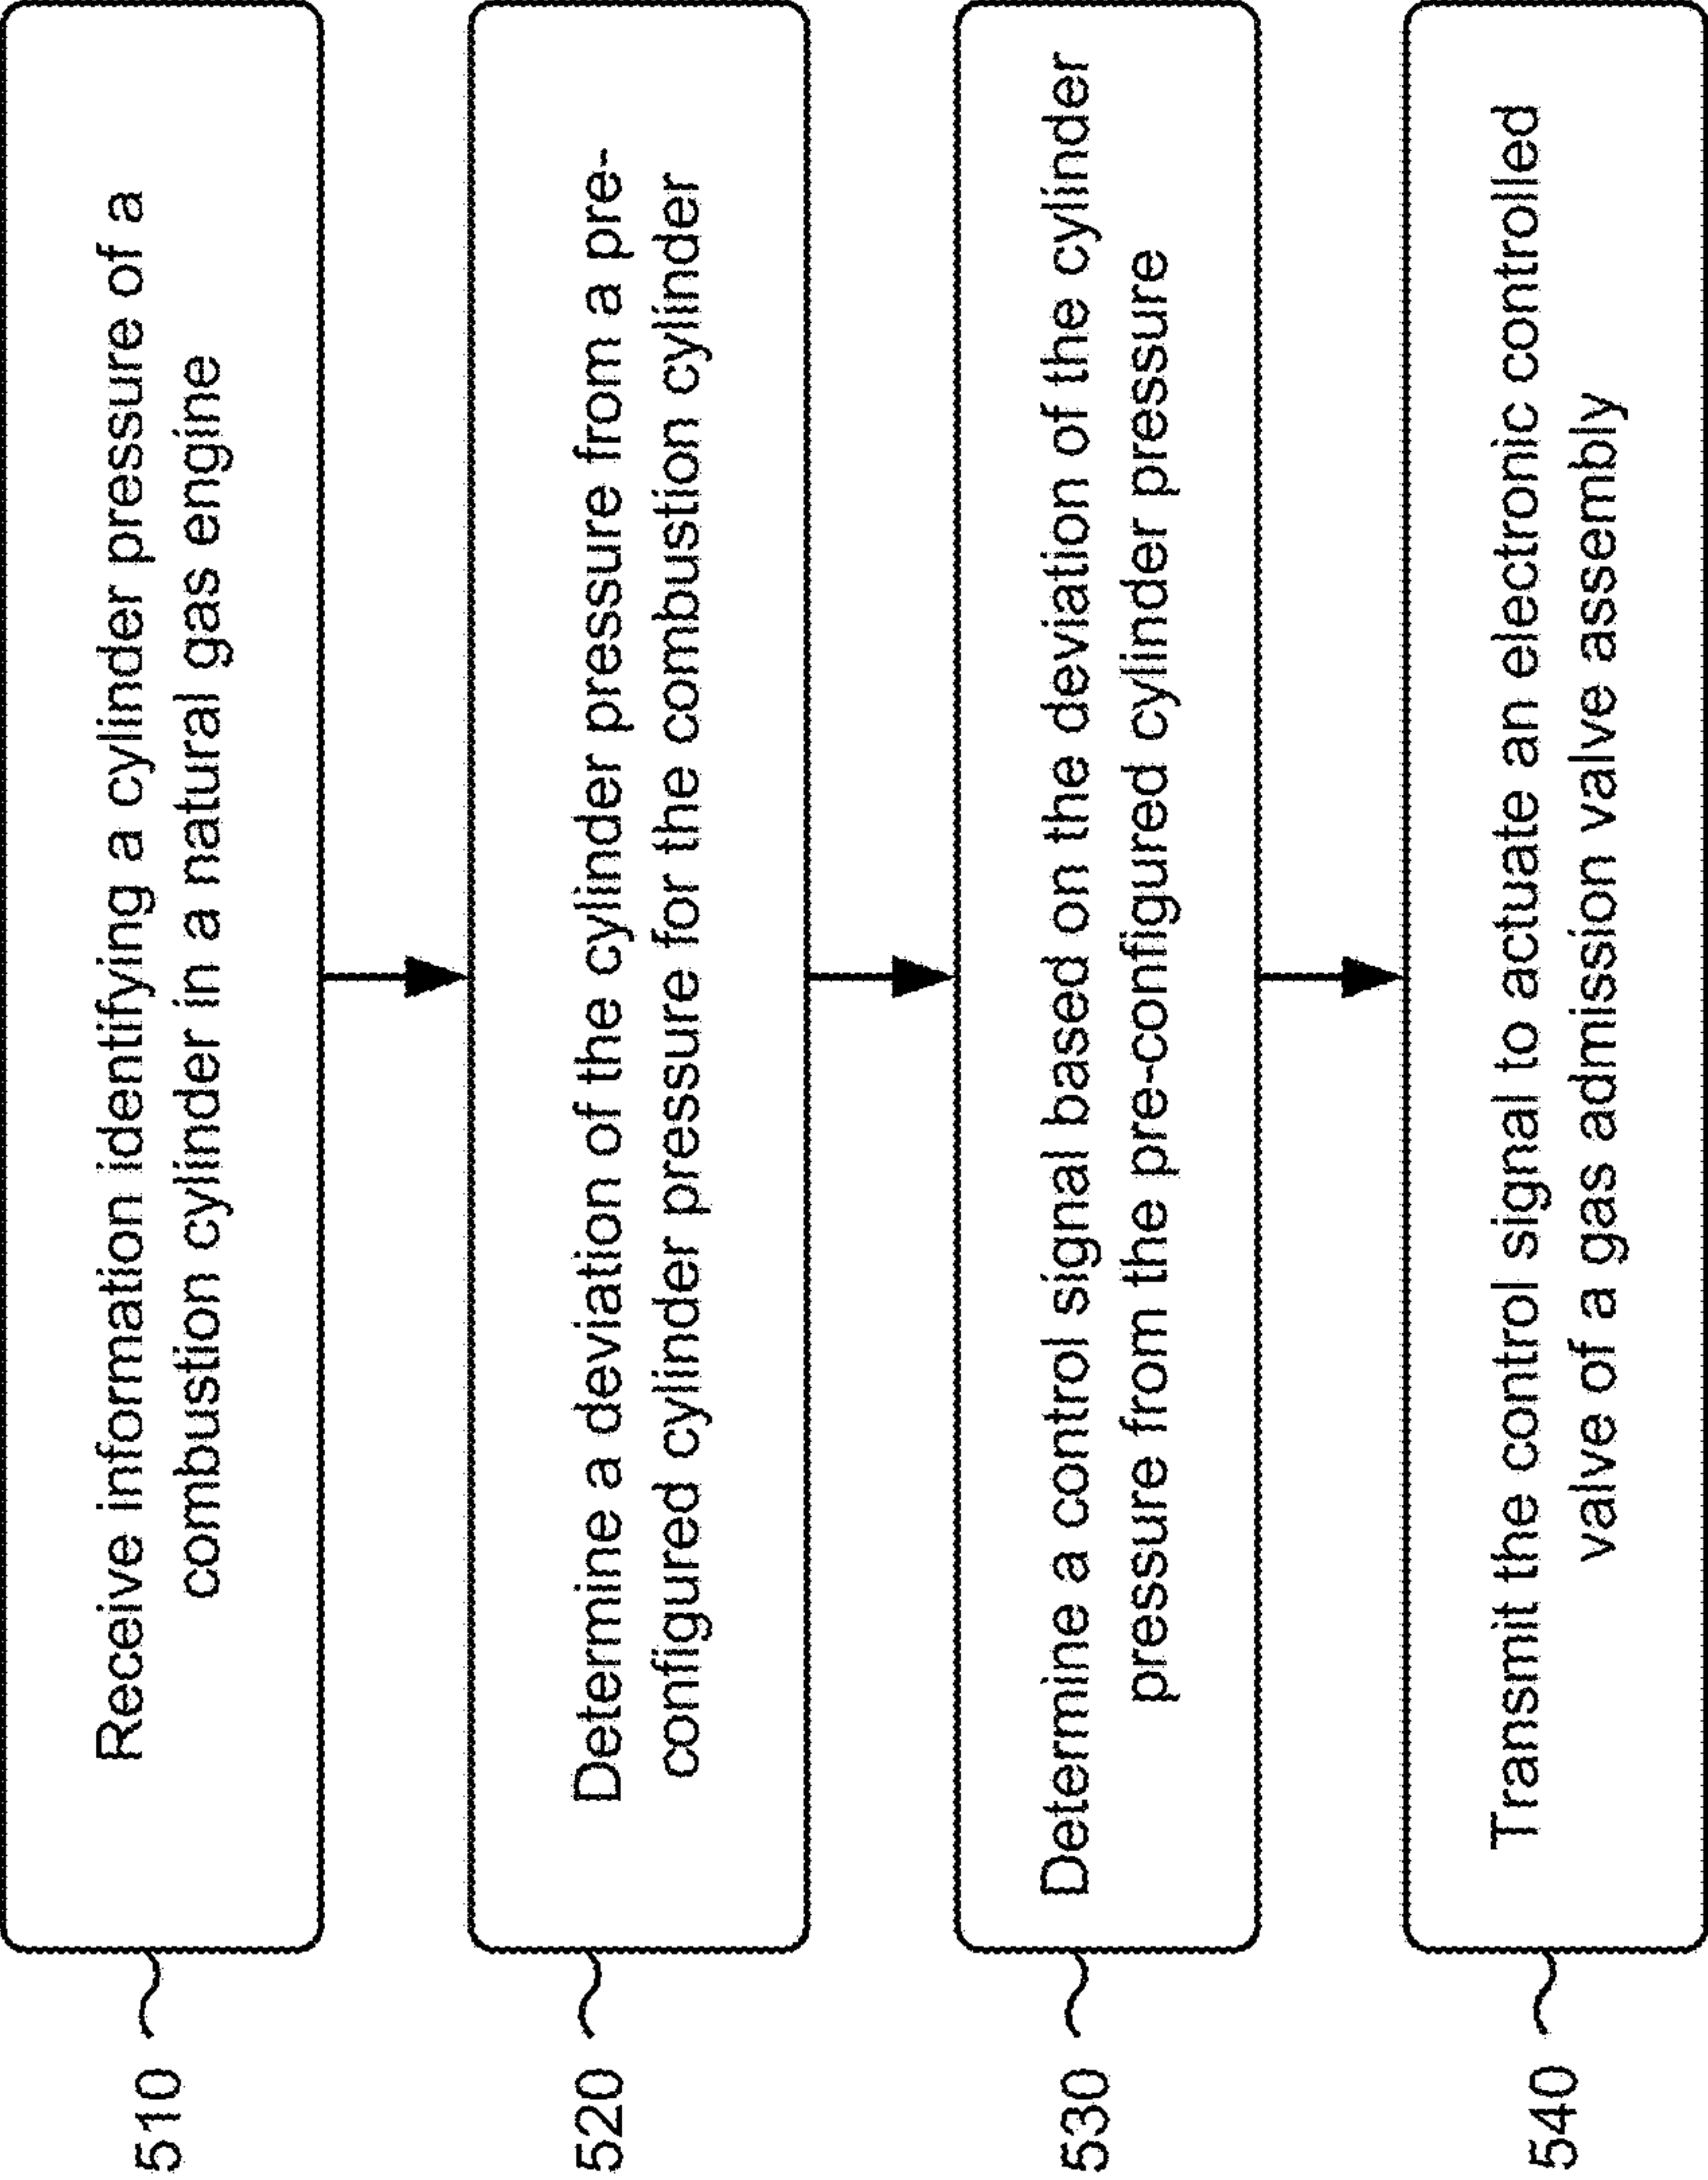 510
Receive information identifying a cylinder pressure of a
combustion cylinder in a natural gas engine
520
Determine a deviation of the cylinder pressure from a pre-
configured cylinder pressure for the combustion cylinder
530
Determine a control signal based on the deviation of the cylinder
pressure from the pre-configured cylinder pressure
540
Transmit the control signal to actuate an electronic controlled
valve of a gas admission valve assembly